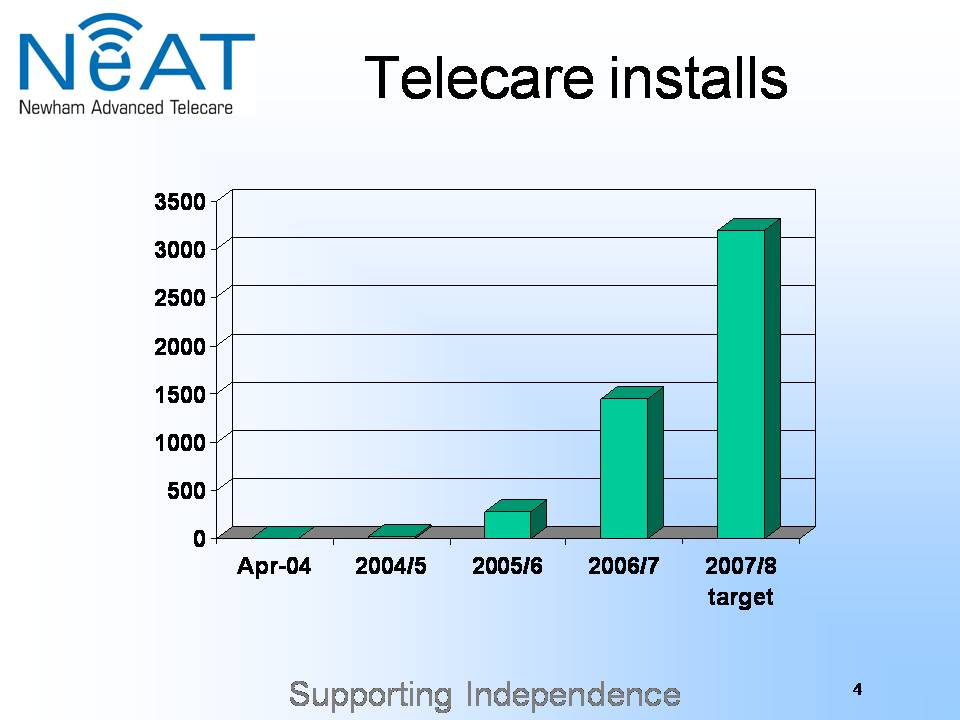 NeAT
Newham Advanced Telecare
Telecare installs
3500
3000
2500
2000
1500
1000
500
0
Apr-04 2004/5 2005/6 2006/7 2007/8
target
Supporting Independence
4